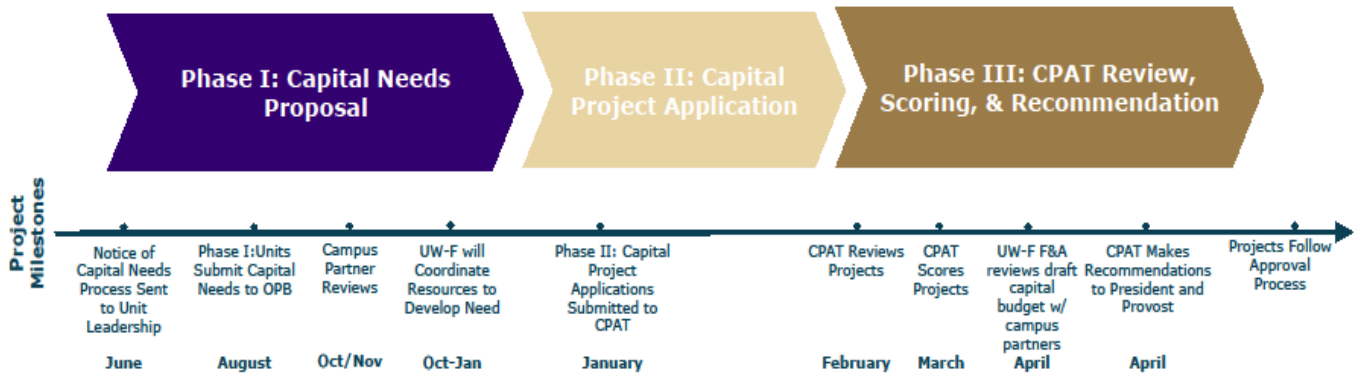 Phase I: Capital Needs
Proposal
Phase II: Capital
Project Application
Phase III: CPAT Review,
Scoring, & Recommendation
Project
Milestones
Notice of
Capital Needs
Process Sent
to Unit
Leadership
June
Phase I:Units
Submit Capital
Needs to OPB
August
Campus
Partner
Reviews
Oct/Nov
UW-F will
Coordinate
Resources to
Develop Need
Oct-Jan
Phase II: Capital
Project
Applications
Submitted to
CPAT
January
CPAT Reviews
Projects
February
CPAT
Scores
Projects
March
UW-F F&A
reviews draft
capital
budget w/
campus
partners
April
CPAT Makes
Recommendations
to President and
Provost
April
Projects Follow
Approval
Process